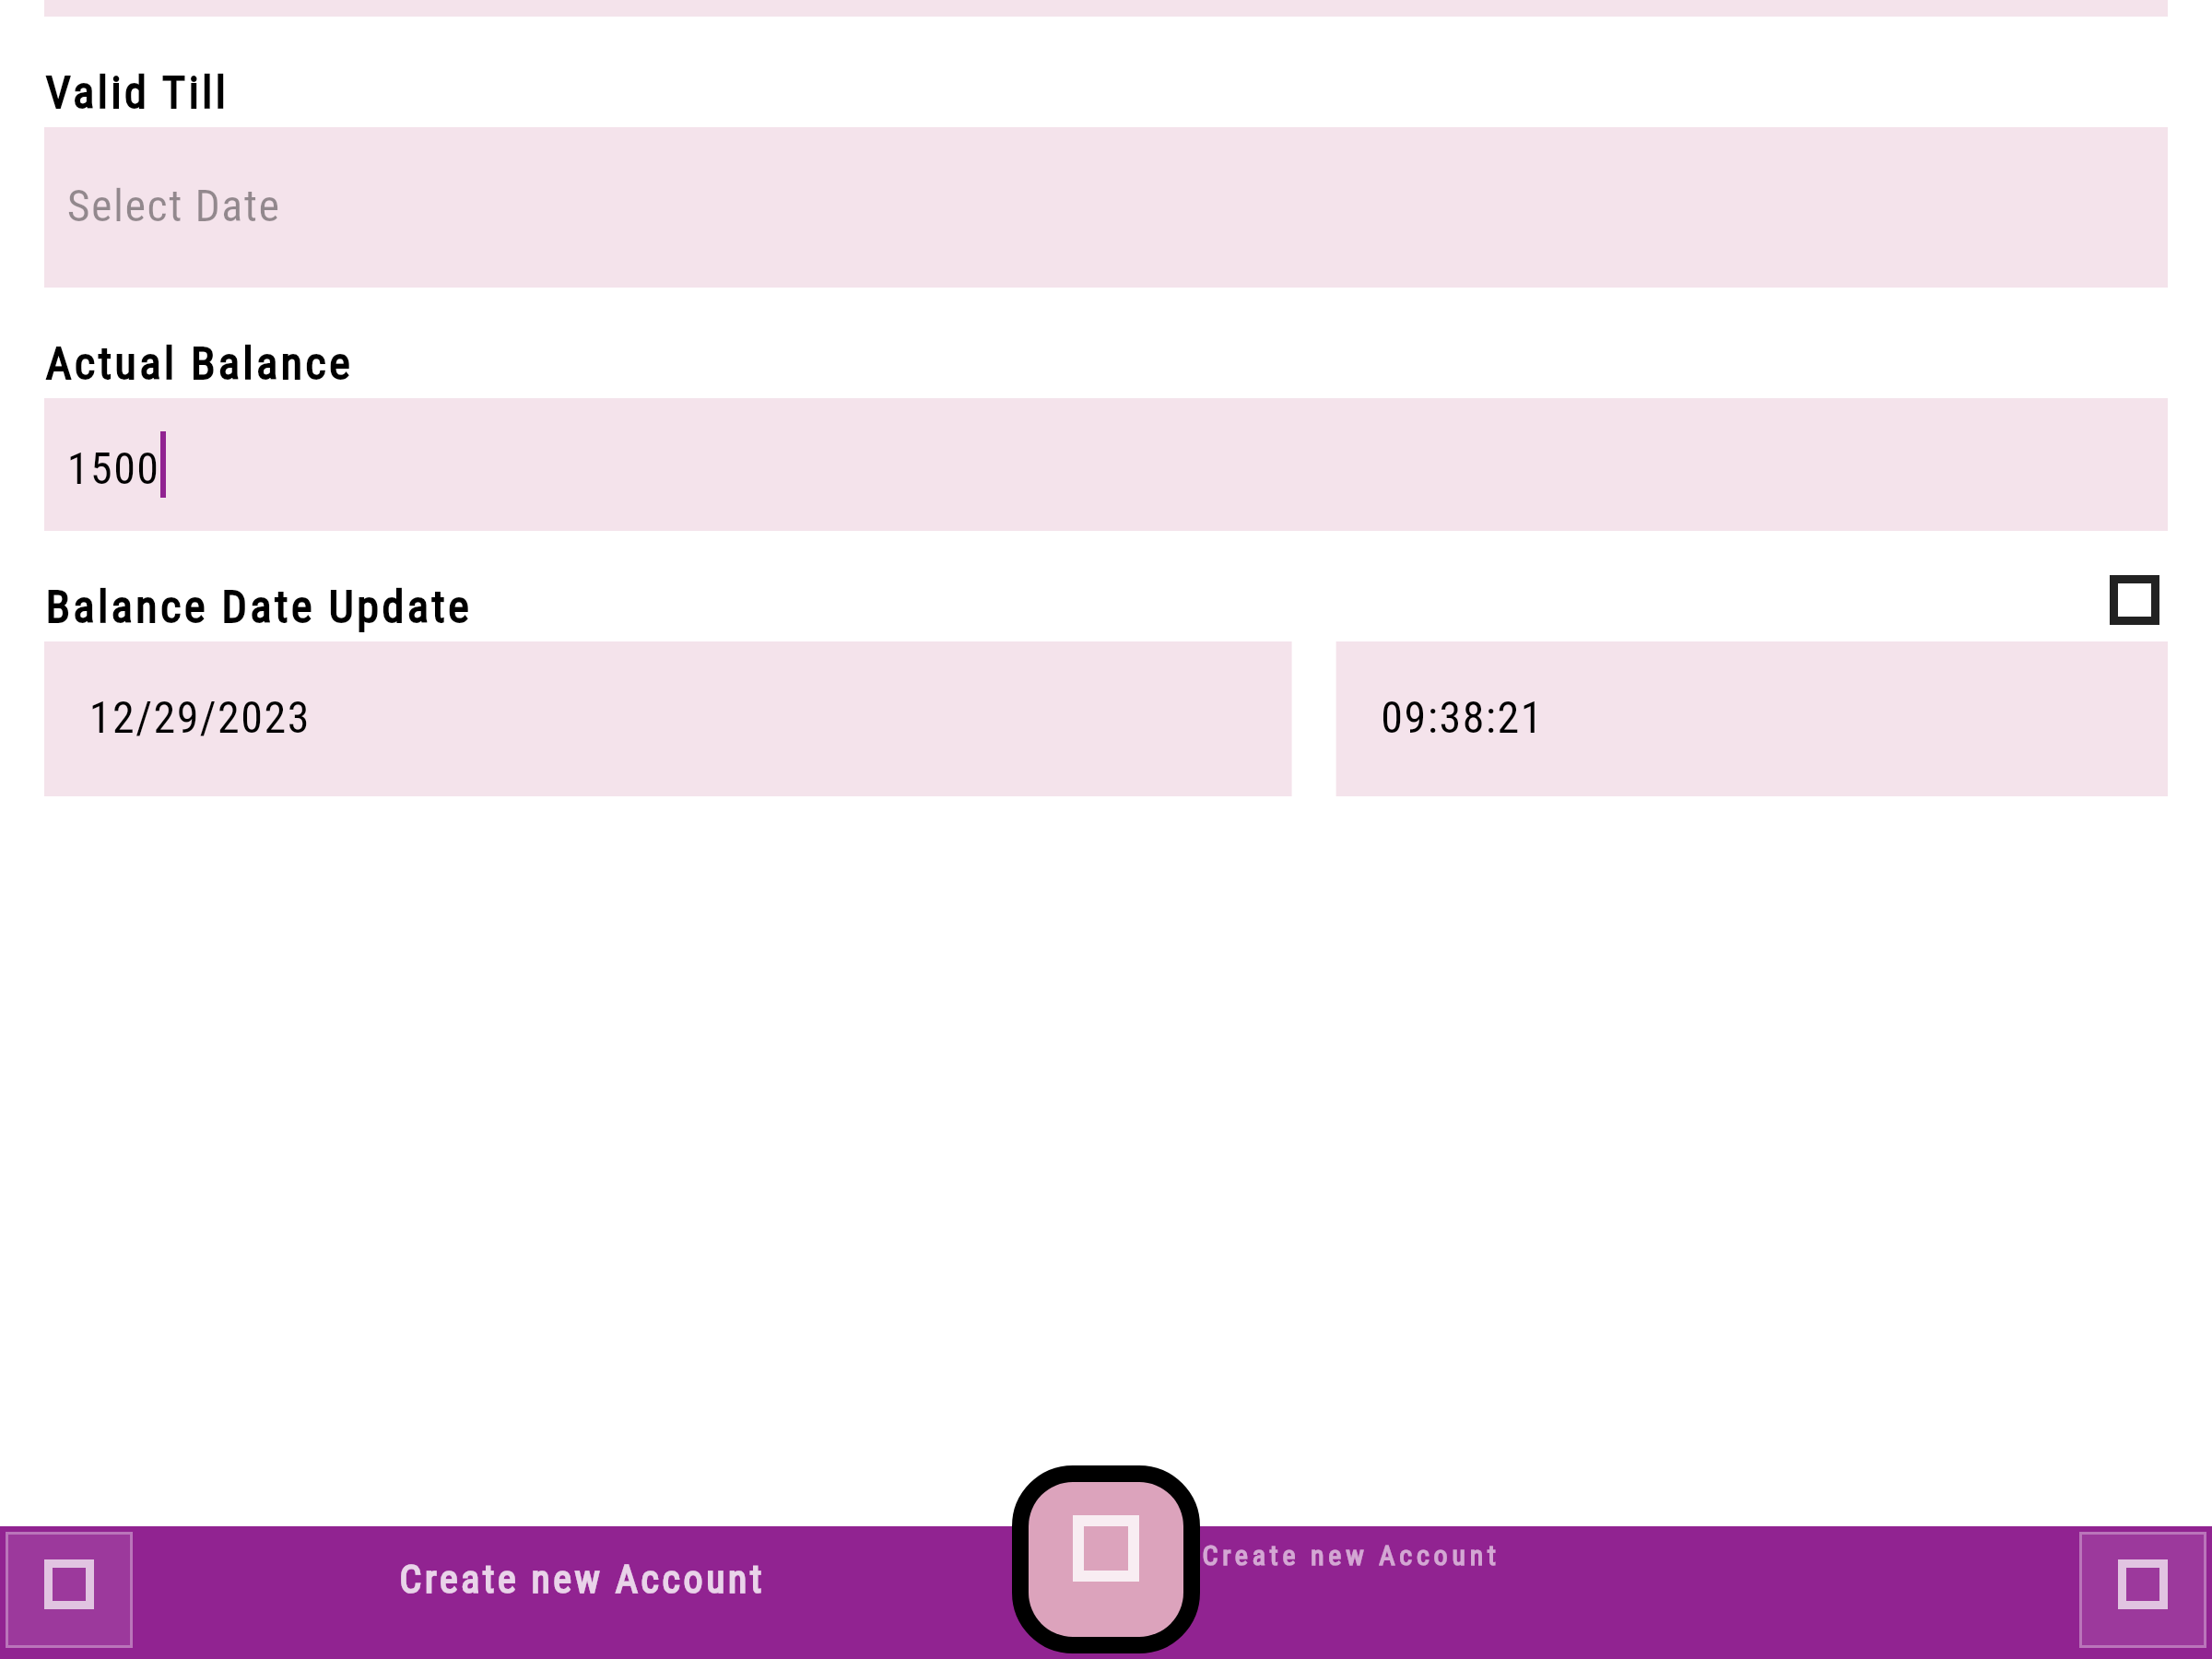 Valid Till
Select Date
Actual Balance
1500
Balance Date Update
12/29/2023
09:38:21
Create new Account
Create new Account